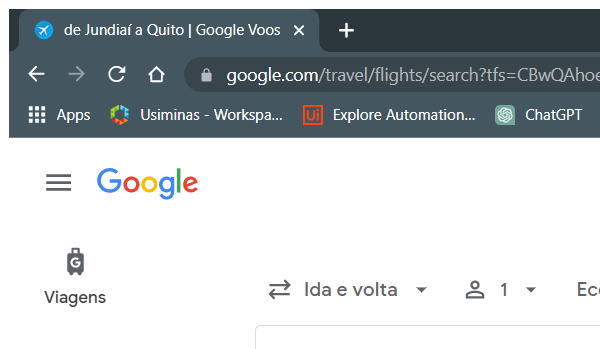 de Jundiaí a Quito | Google Voos
google.com/travel/flights/search?tfs=CBwQAhoe
Apps Usiminas - Workspa... Ui Explore Automation... ChatGPT
Google
G
Viagens
Ida e volta 1 Ec